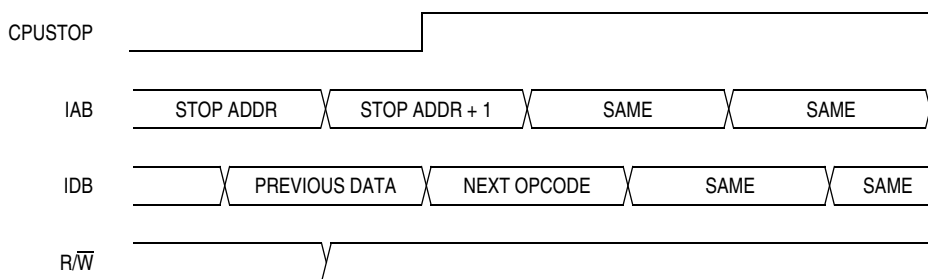 CPUSTOP
IAB STOP ADDR STOP ADDR + 1 SAME SAME
IDB PREVIOUS DATA NEXT OPCODE SAME SAME
R/W̅